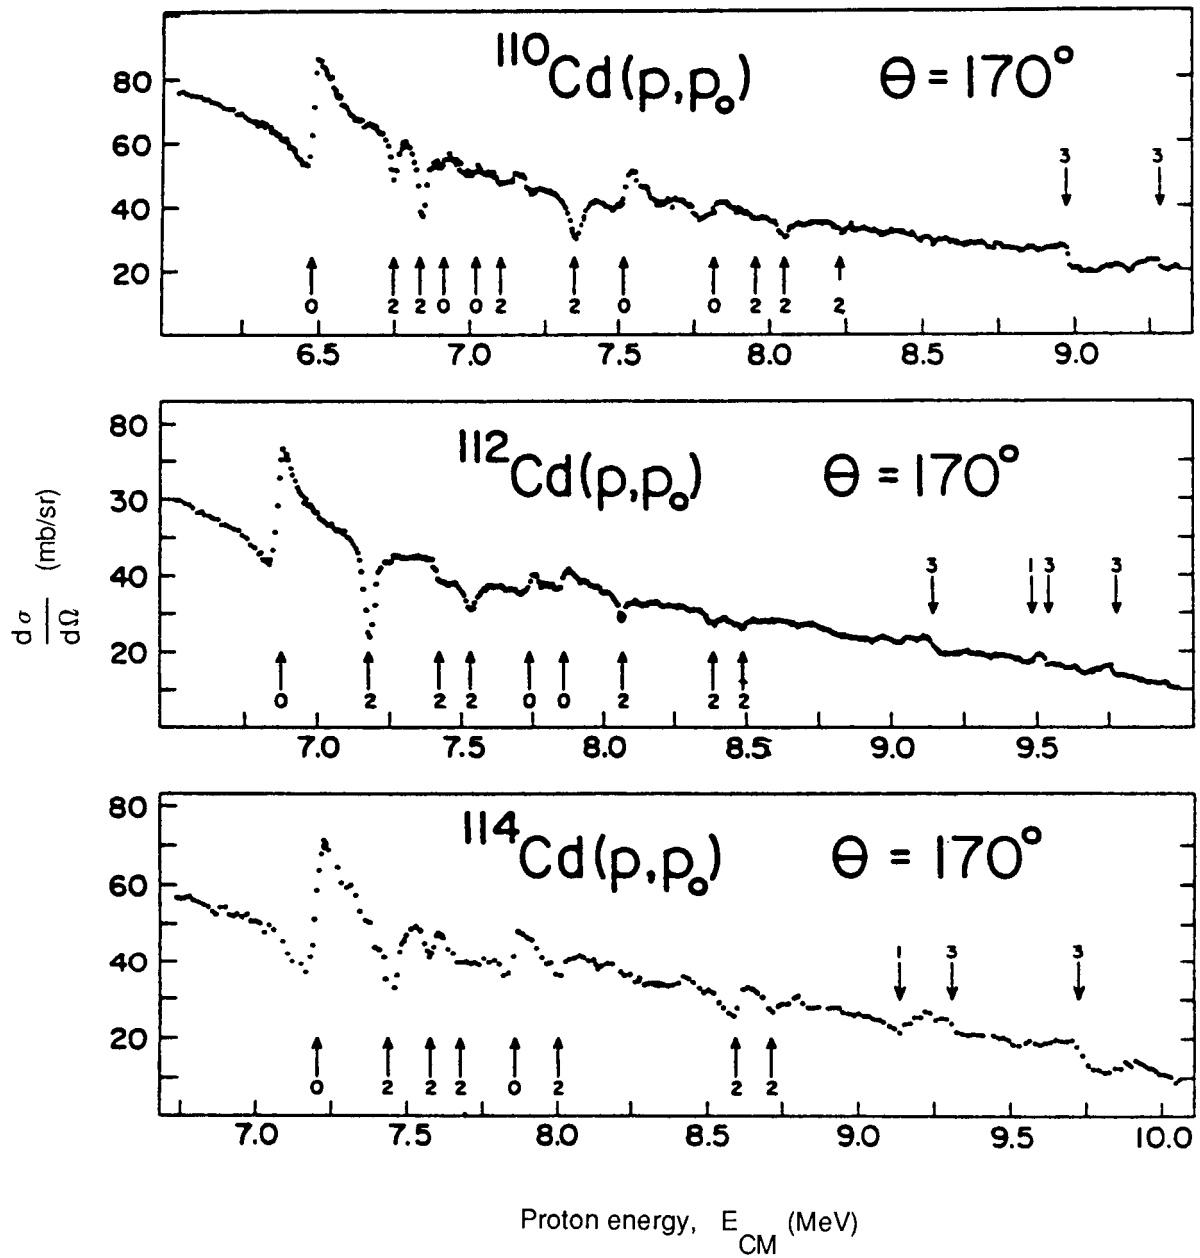 110Cd(p,p0) θ = 170°
80
60
40
20
3 3
0 2 2 0 0 2 2 0 0 2 2 2
6.5 7.0 7.5 8.0 8.5 9.0
112Cd(p,p0) θ = 170°
80
30
40
20
3 1 3 3
0 2 2 2 0 0 2 2 2
7.0 7.5 8.0 8.5 9.0 9.5
dσ
dΩ
(mb/sr)
114Cd(p,p0) θ = 170°
80
60
40
20
1 3 3
0 2 2 2 0 2 2 2
7.0 7.5 8.0 8.5 9.0 9.5 10.0
Proton energy, ECM (MeV)